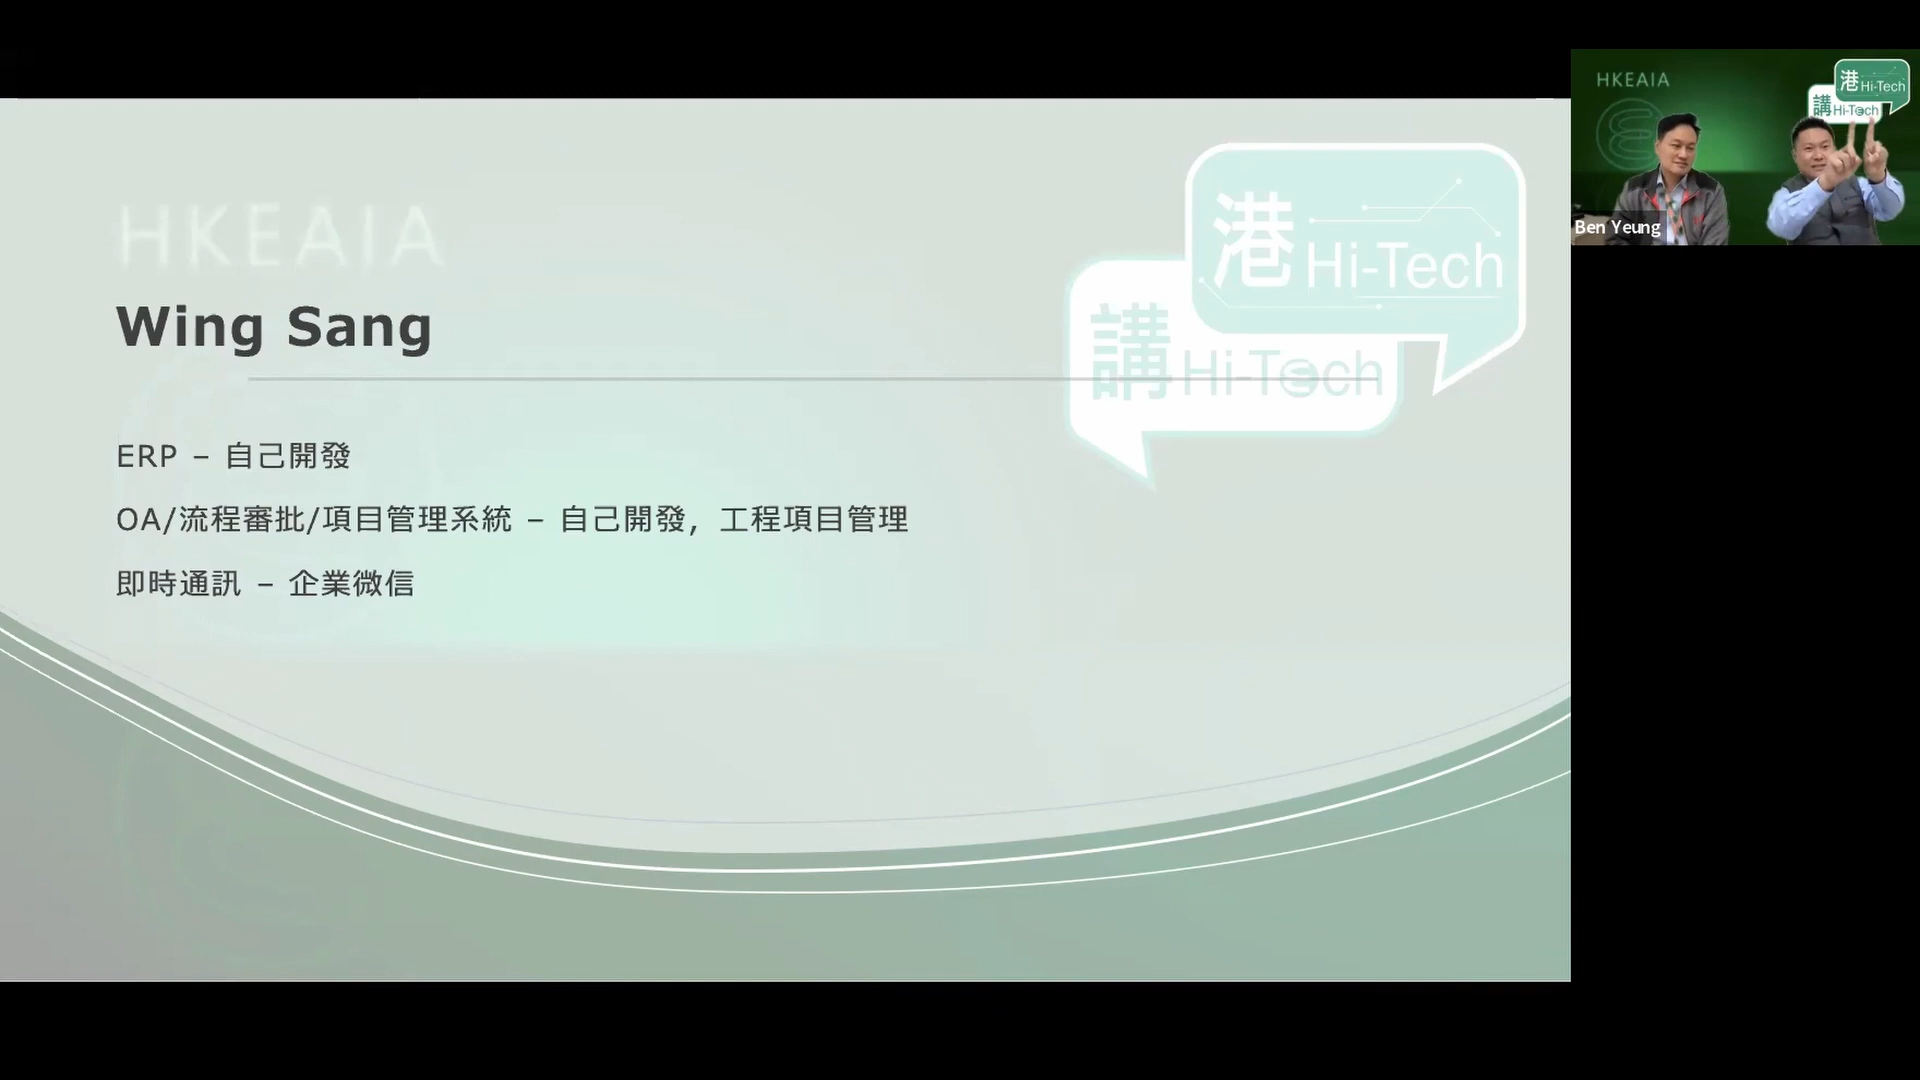 HKEAIA
Wing Sang
港 Hi-Tech
講 Hi-Tech
ERP – 自己開發
OA/流程審批/項目管理系統 – 自己開發, 工程項目管理
即時通訊 – 企業微信
HKEAIA
港 Hi-Tech
講 Hi-Tech
Ben Yeung